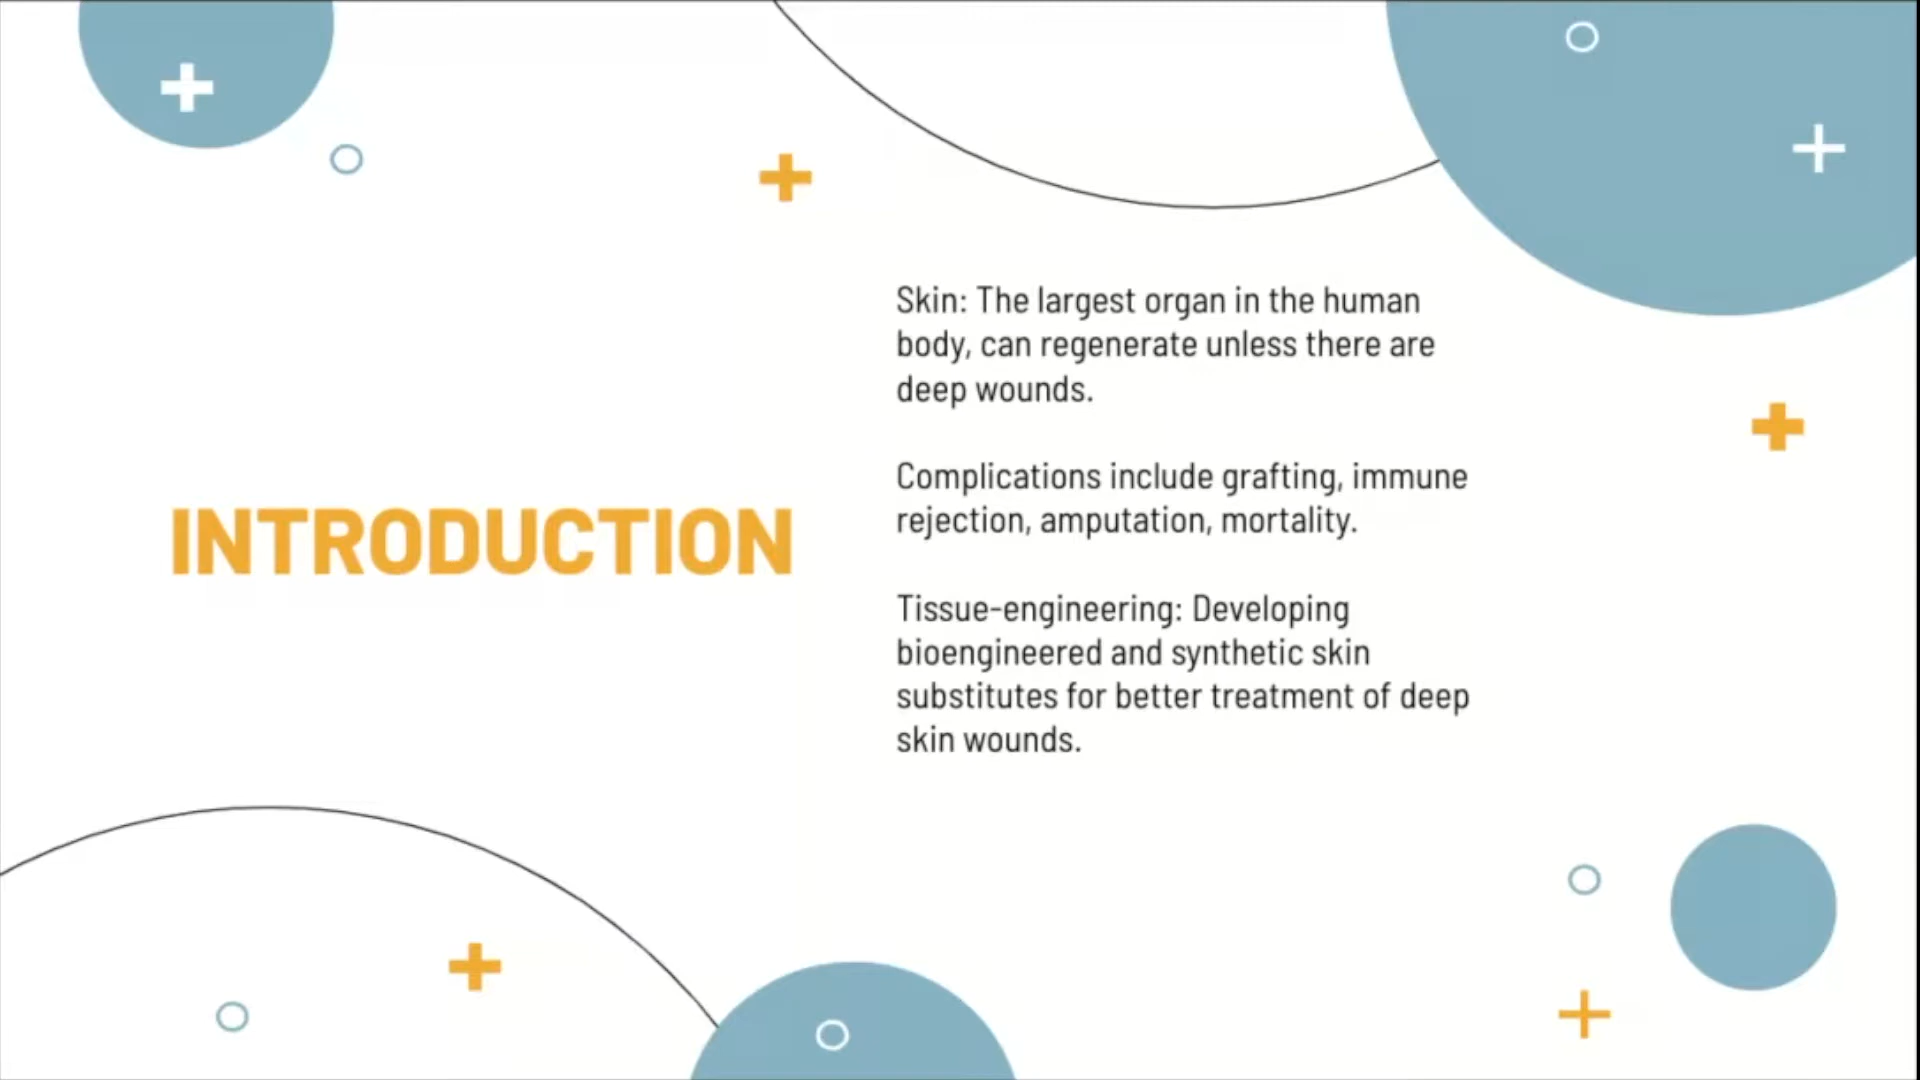 INTRODUCTION
Skin: The largest organ in the human
body, can regenerate unless there are
deep wounds.
Complications include grafting, immune
rejection, amputation, mortality.
Tissue-engineering: Developing
bioengineered and synthetic skin
substitutes for better treatment of deep
skin wounds.